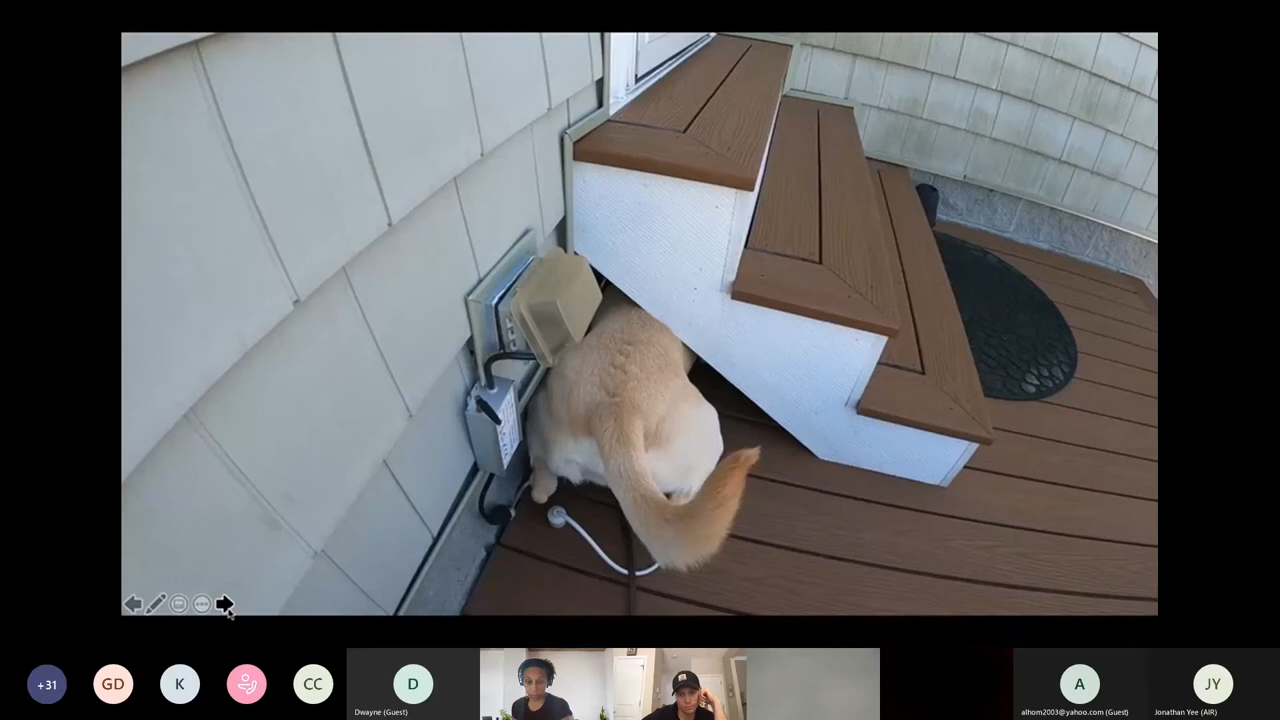 +31
GD
K
CC
D
Dwayne (Guest)
A
alhom2003@yahoo.com (Guest)
JY
Jonathan Yee (AIR)